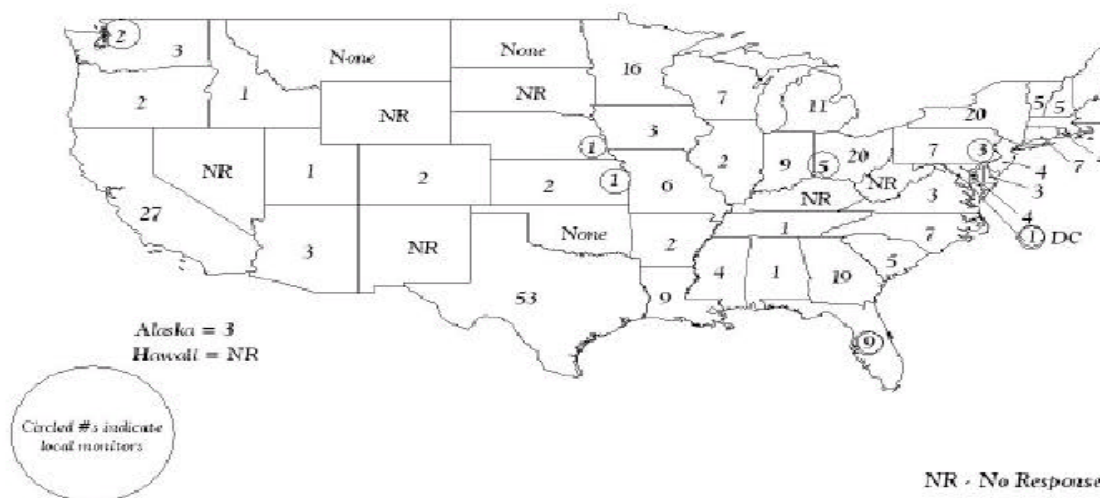 2
3
None
None
16
2
1
NR
NR
7
11
5
5
20
3
1
NR
1
2
2
1
6
2
9
5
20
7
3
4
3
4
7
NR
NR
3
27
3
NR
None
2
1
7
1 DC
53
9
4
1
19
5
9
Alaska = 3
Hawaii = NR
Circled #s indicate
local monitors
NR - No Response